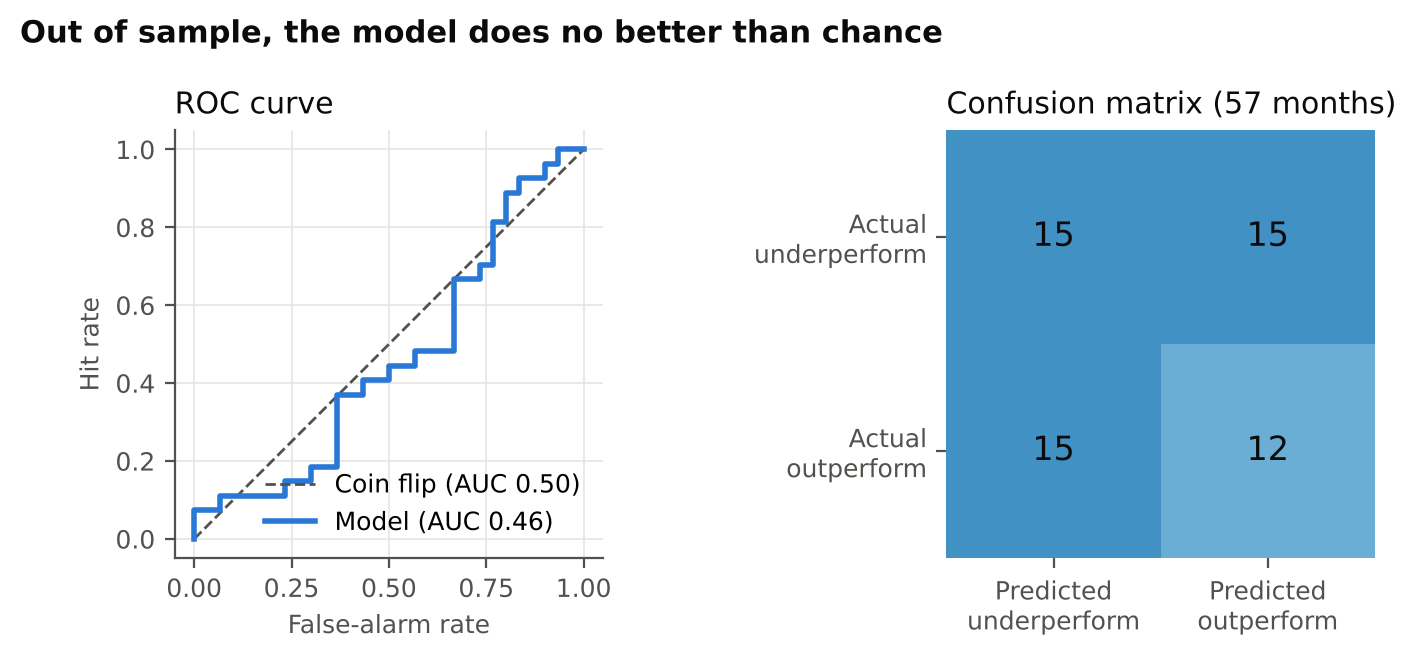 Out of sample, the model does no better than chance
ROC curve
1.0
0.8
0.6
0.4
0.2
0.0
Hit rate
Coin flip (AUC 0.50)
Model (AUC 0.46)
0.00 0.25 0.50 0.75 1.00
False-alarm rate
Confusion matrix (57 months)
Actual
underperform
15 15
Actual
outperform
15 12
Predicted
underperform
Predicted
outperform